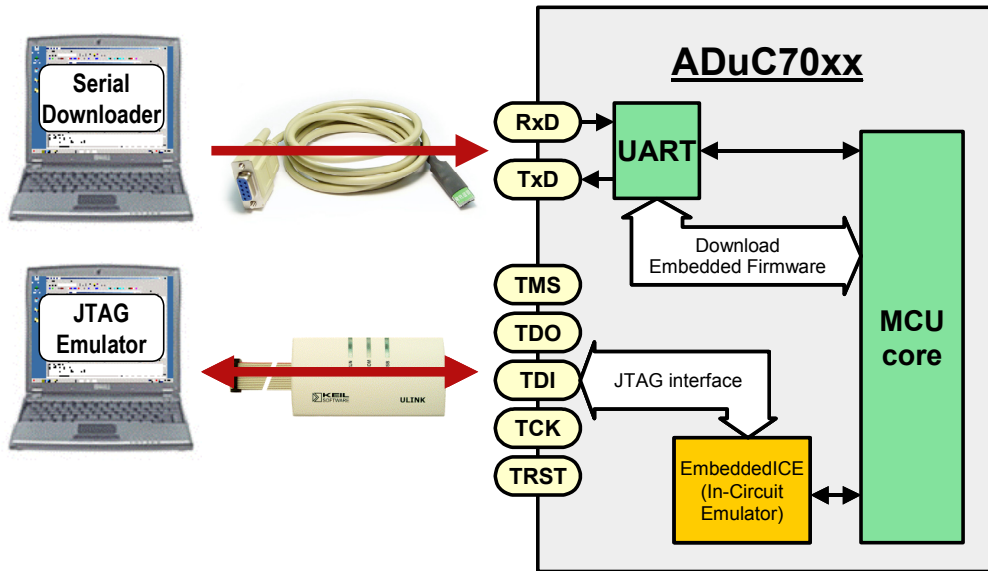 Serial
Downloader
ADuC70xx
RxD
TxD
UART
Download
Embedded Firmware
MCU
core
JTAG
Emulator
KEIL
SOFTWARE
ULINK
TMS
TDO
TDI
TCK
TRST
JTAG interface
EmbeddedICE
(In-Circuit
Emulator)